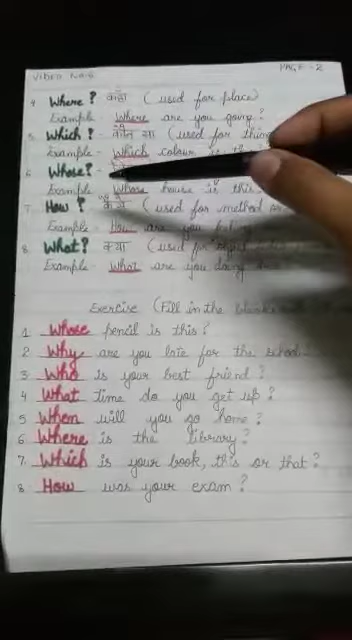 Video No.6 PAGE - 2
4. Where? कहाँ (used for place)
Example - Where are you going?
5. Which? - कौन सा (used for thing
Example - Which colour is th
6. Whose? -
Example - Whose house is this
7. How? कैसे (used for method or
Example - How are you
8. What? क्या (used for
Example - What are you doing
Exercise (Fill in the blanks
1. Whose pencil is this?
2. Why are you late for the school
3. Who is your best friend?
4. What time do you get up?
5. When will you go home?
6. Where is the library?
7. Which is your book, this or that?
8. How was your exam?